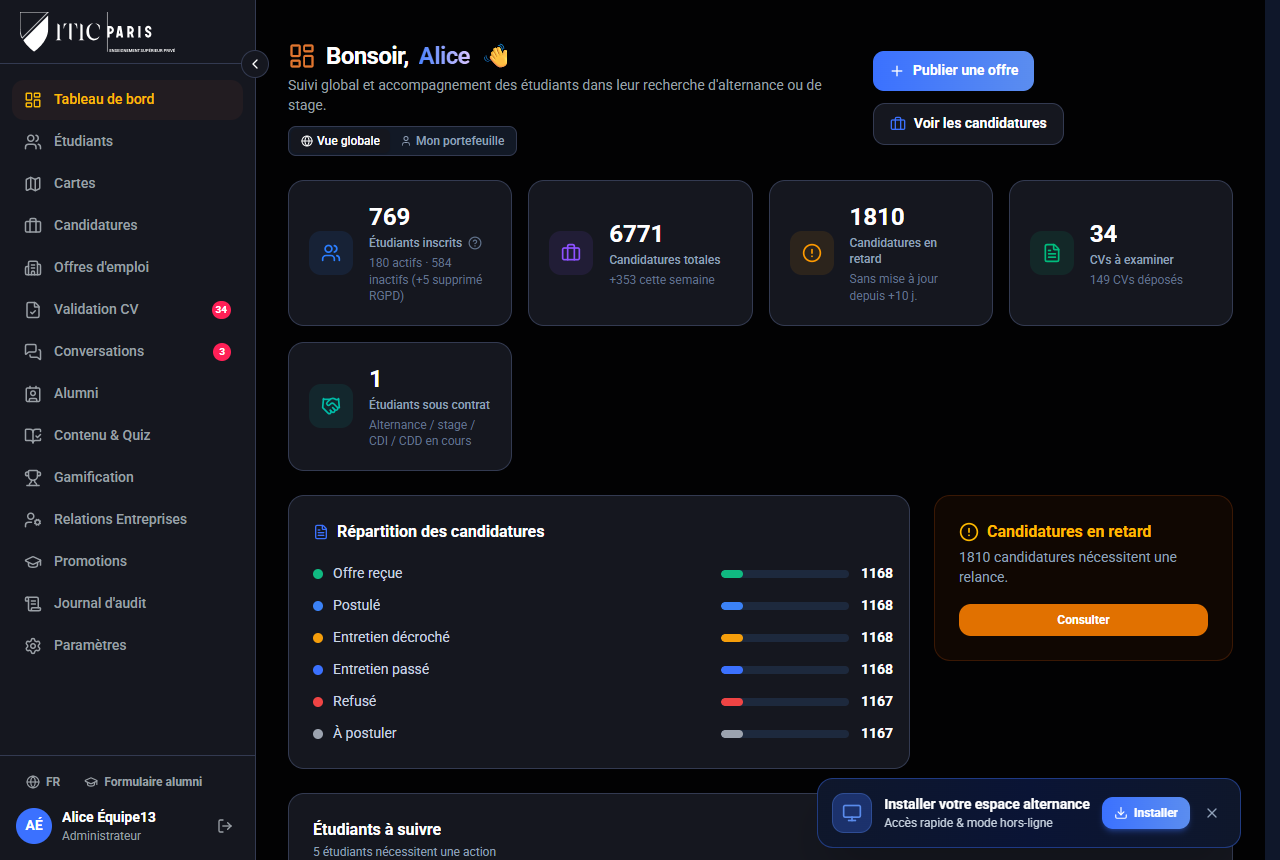 ITIC PARIS
ENSEIGNEMENT SUPÉRIEUR PRIVÉ
Tableau de bord
Étudiants
Cartes
Candidatures
Offres d'emploi
Validation CV 34
Conversations 3
Alumni
Contenu & Quiz
Gamification
Relations Entreprises
Promotions
Journal d'audit
Paramètres
FR Formulaire alumni
AÉ
Alice Équipe13
Administrateur
Bonsoir, Alice 👋
Suivi global et accompagnement des étudiants dans leur recherche d'alternance ou de
stage.
Vue globale Mon portefeuille
Publier une offre
Voir les candidatures
769
Étudiants inscrits ?
180 actifs · 584
inactifs (+5 supprimé
RGPD)
6771
Candidatures totales
+353 cette semaine
1810
Candidatures en
retard
Sans mise à jour
depuis +10 j.
34
CVs à examiner
149 CVs déposés
1
Étudiants sous contrat
Alternance / stage /
CDI / CDD en cours
Répartition des candidatures
Offre reçue 1168
Postulé 1168
Entretien décroché 1168
Entretien passé 1168
Refusé 1167
À postuler 1167
Candidatures en retard
1810 candidatures nécessitent une
relance.
Consulter
Étudiants à suivre
5 étudiants nécessitent une action
Installer votre espace alternance
Accès rapide & mode hors-ligne
Installer